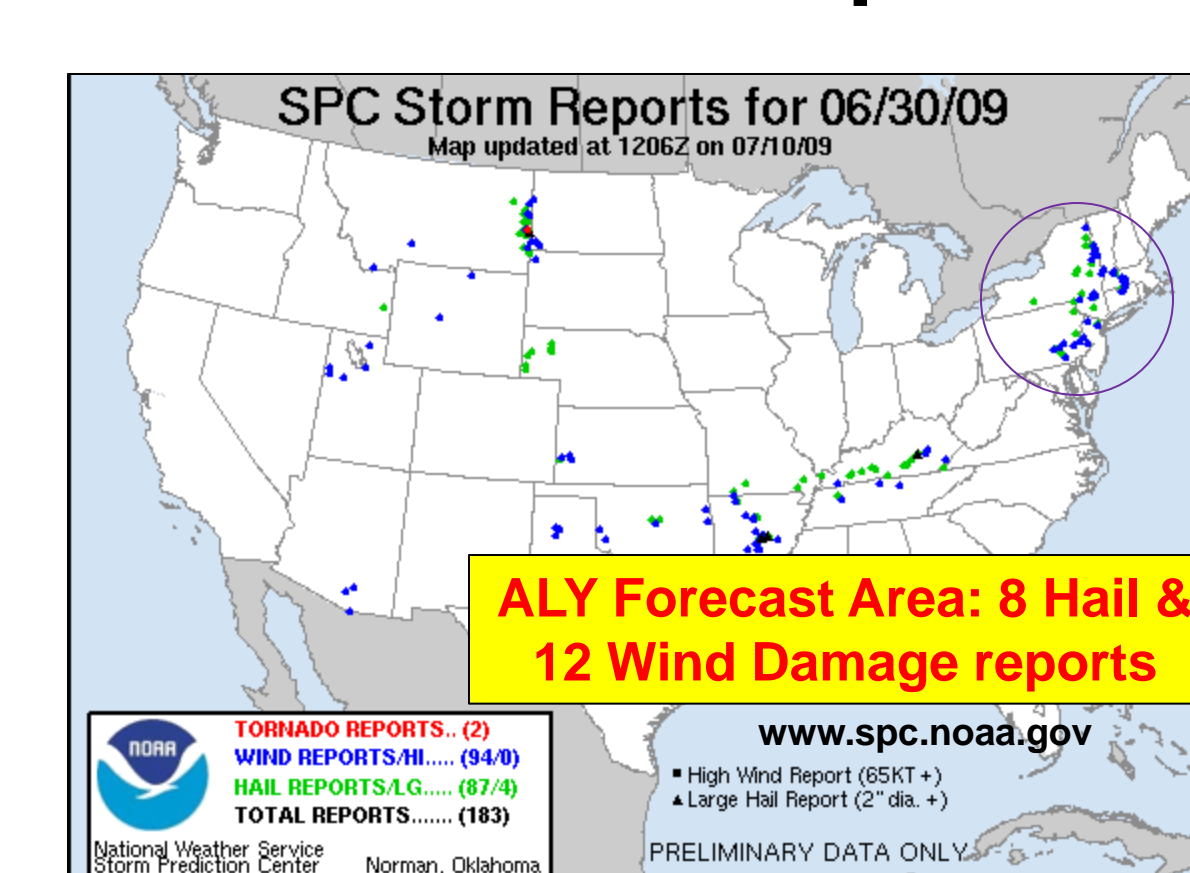 SPC Storm Reports for 06/30/09
Map updated at 1206Z on 07/10/09
ALY Forecast Area: 8 Hail &
12 Wind Damage reports
www.spc.noaa.gov
NOAA
TORNADO REPORTS.. (2)
WIND REPORTS/HI..... (94/0)
HAIL REPORTS/LG..... (87/4)
TOTAL REPORTS....... (183)
National Weather Service
Storm Prediction Center Norman, Oklahoma
High Wind Report (65KT +)
Large Hail Report (2" dia. +)
PRELIMINARY DATA ONLY